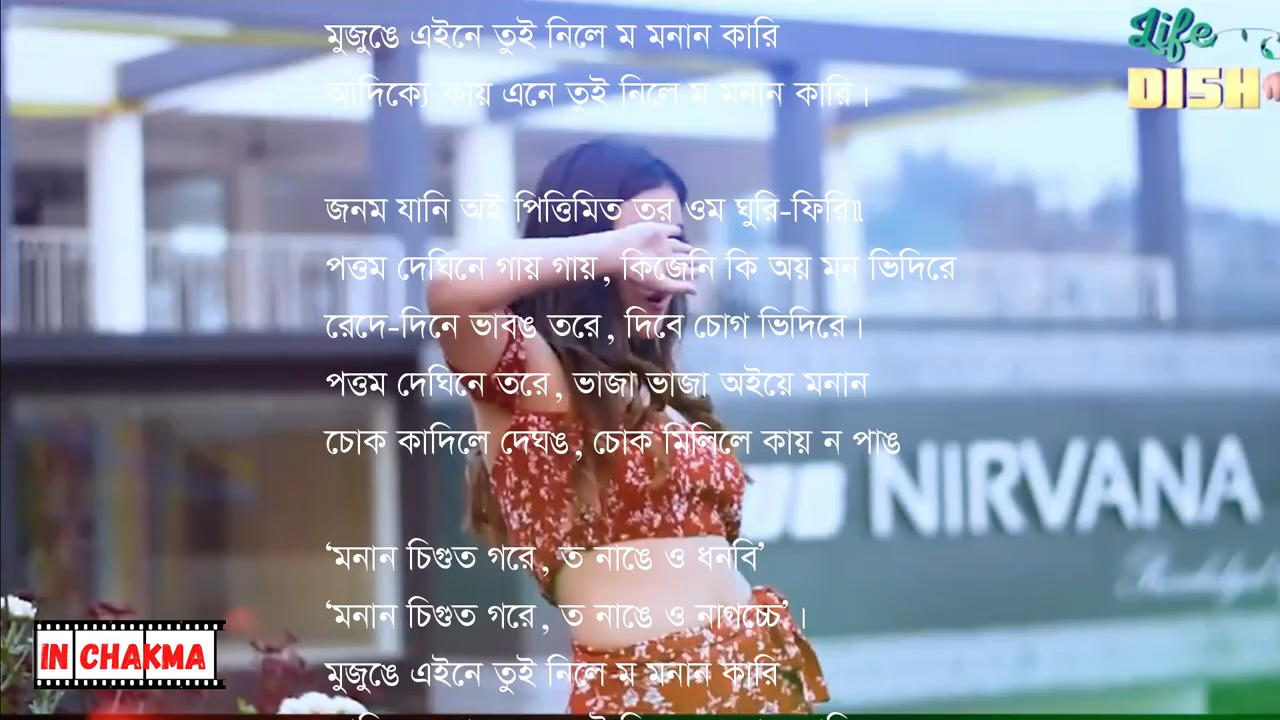 মুজুঙে এইনে তুই নিলে ম মনান কারি
আদিক্যে কায় এনে তুই নিলে ম মনান কারি।
জনম যানি অই পিত্তিমিত তর ওম ঘুরি-ফিরি॥
পত্তম দেঘিনে গায় গায়, কিজেনি কি অয় মন ভিদিরে
রেদে-দিনে ভাবঙ তরে, দিবে চোগ ভিদিরে।
পত্তম দেঘিনে তরে, ভাজা ভাজা অইয়ে মনান
চোক কাদিলে দেঘঙ, চোক মিলিলে কায় ন পাঙ
‘মনান চিগুত গরে, ত নাঙে ও ধনবি’
‘মনান চিগুত গরে, ত নাঙে ও নাগচ্চে’।
মুজুঙে এইনে তুই নিলে ম মনান কারি
Life
DISH
NIRVANA
IN CHAKMA